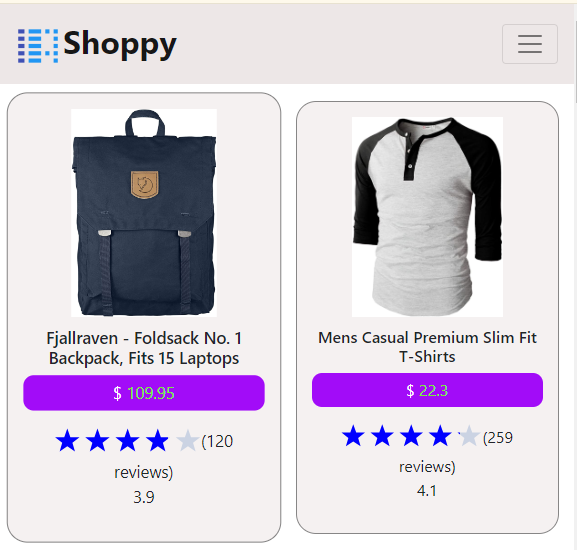 Shoppy
Fjallraven - Foldsack No. 1
Backpack, Fits 15 Laptops
$ 109.95
(120
reviews)
3.9
Mens Casual Premium Slim Fit
T-Shirts
$ 22.3
(259
reviews)
4.1